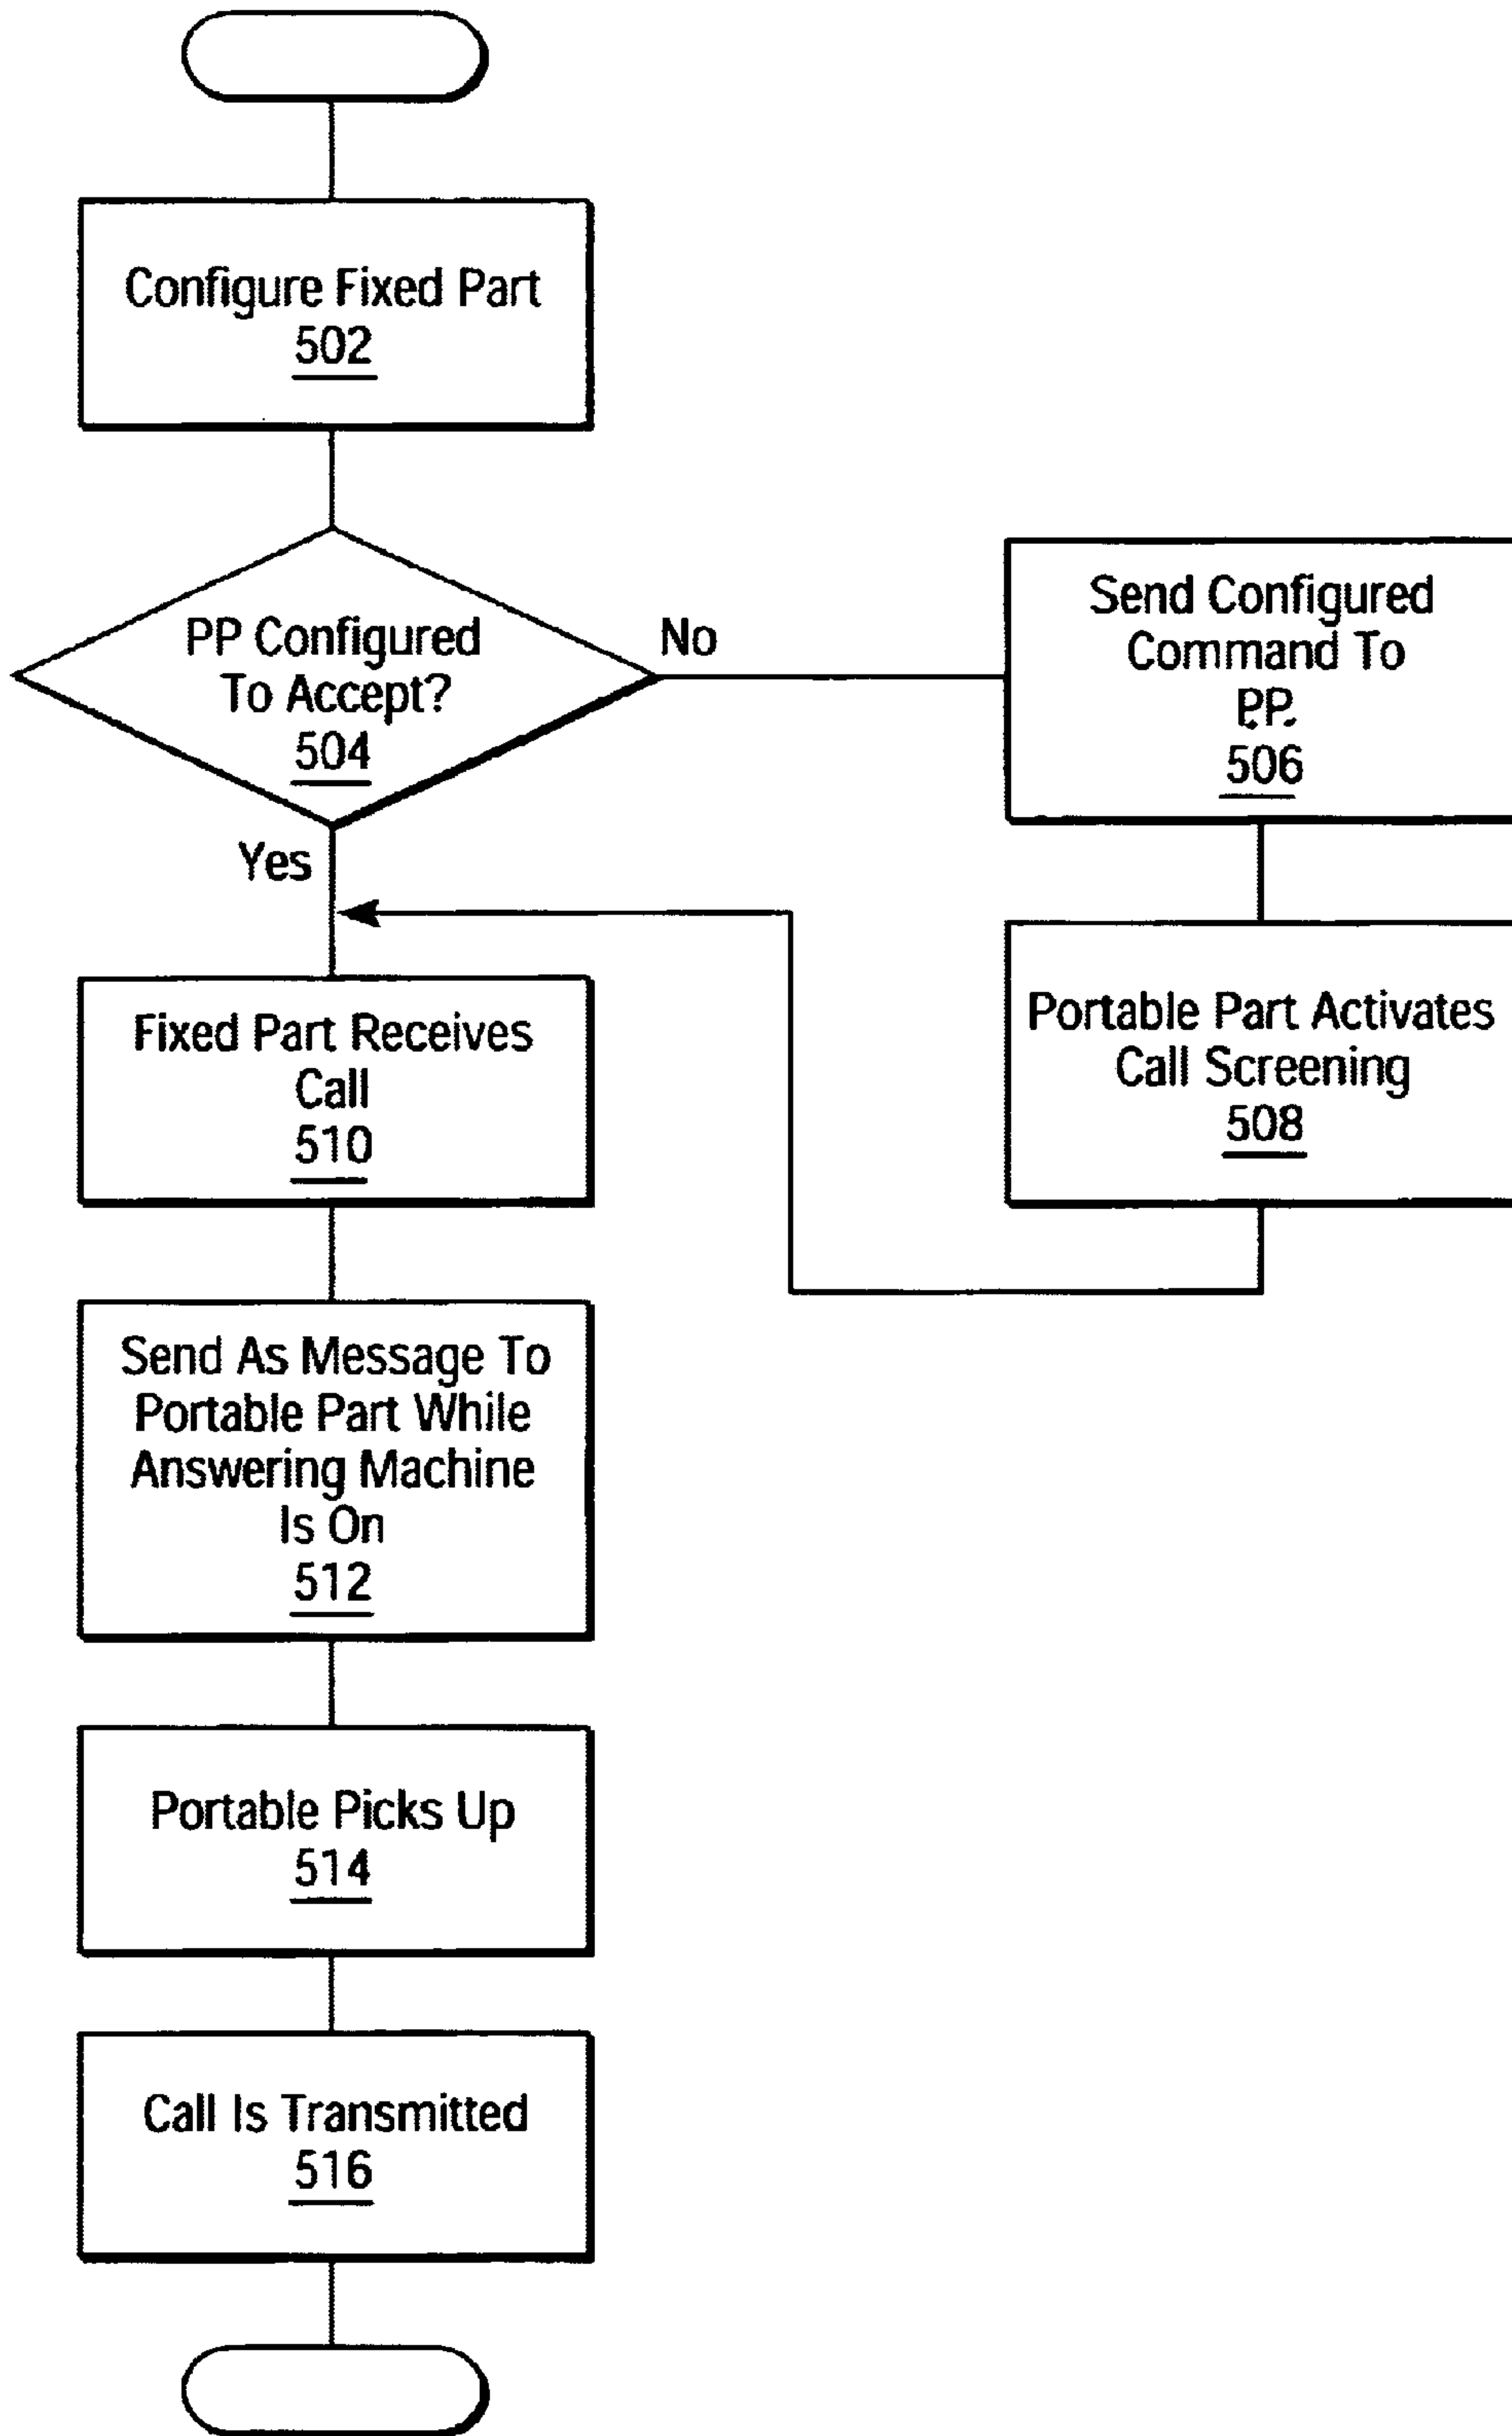 Configure Fixed Part
502
PP Configured
To Accept?
504
No
Yes
Send Configured
Command To
P.P.
506
Portable Part Activates
Call Screening
508
Fixed Part Receives
Call
510
Send As Message To
Portable Part While
Answering Machine
Is On
512
Portable Picks Up
514
Call Is Transmitted
516